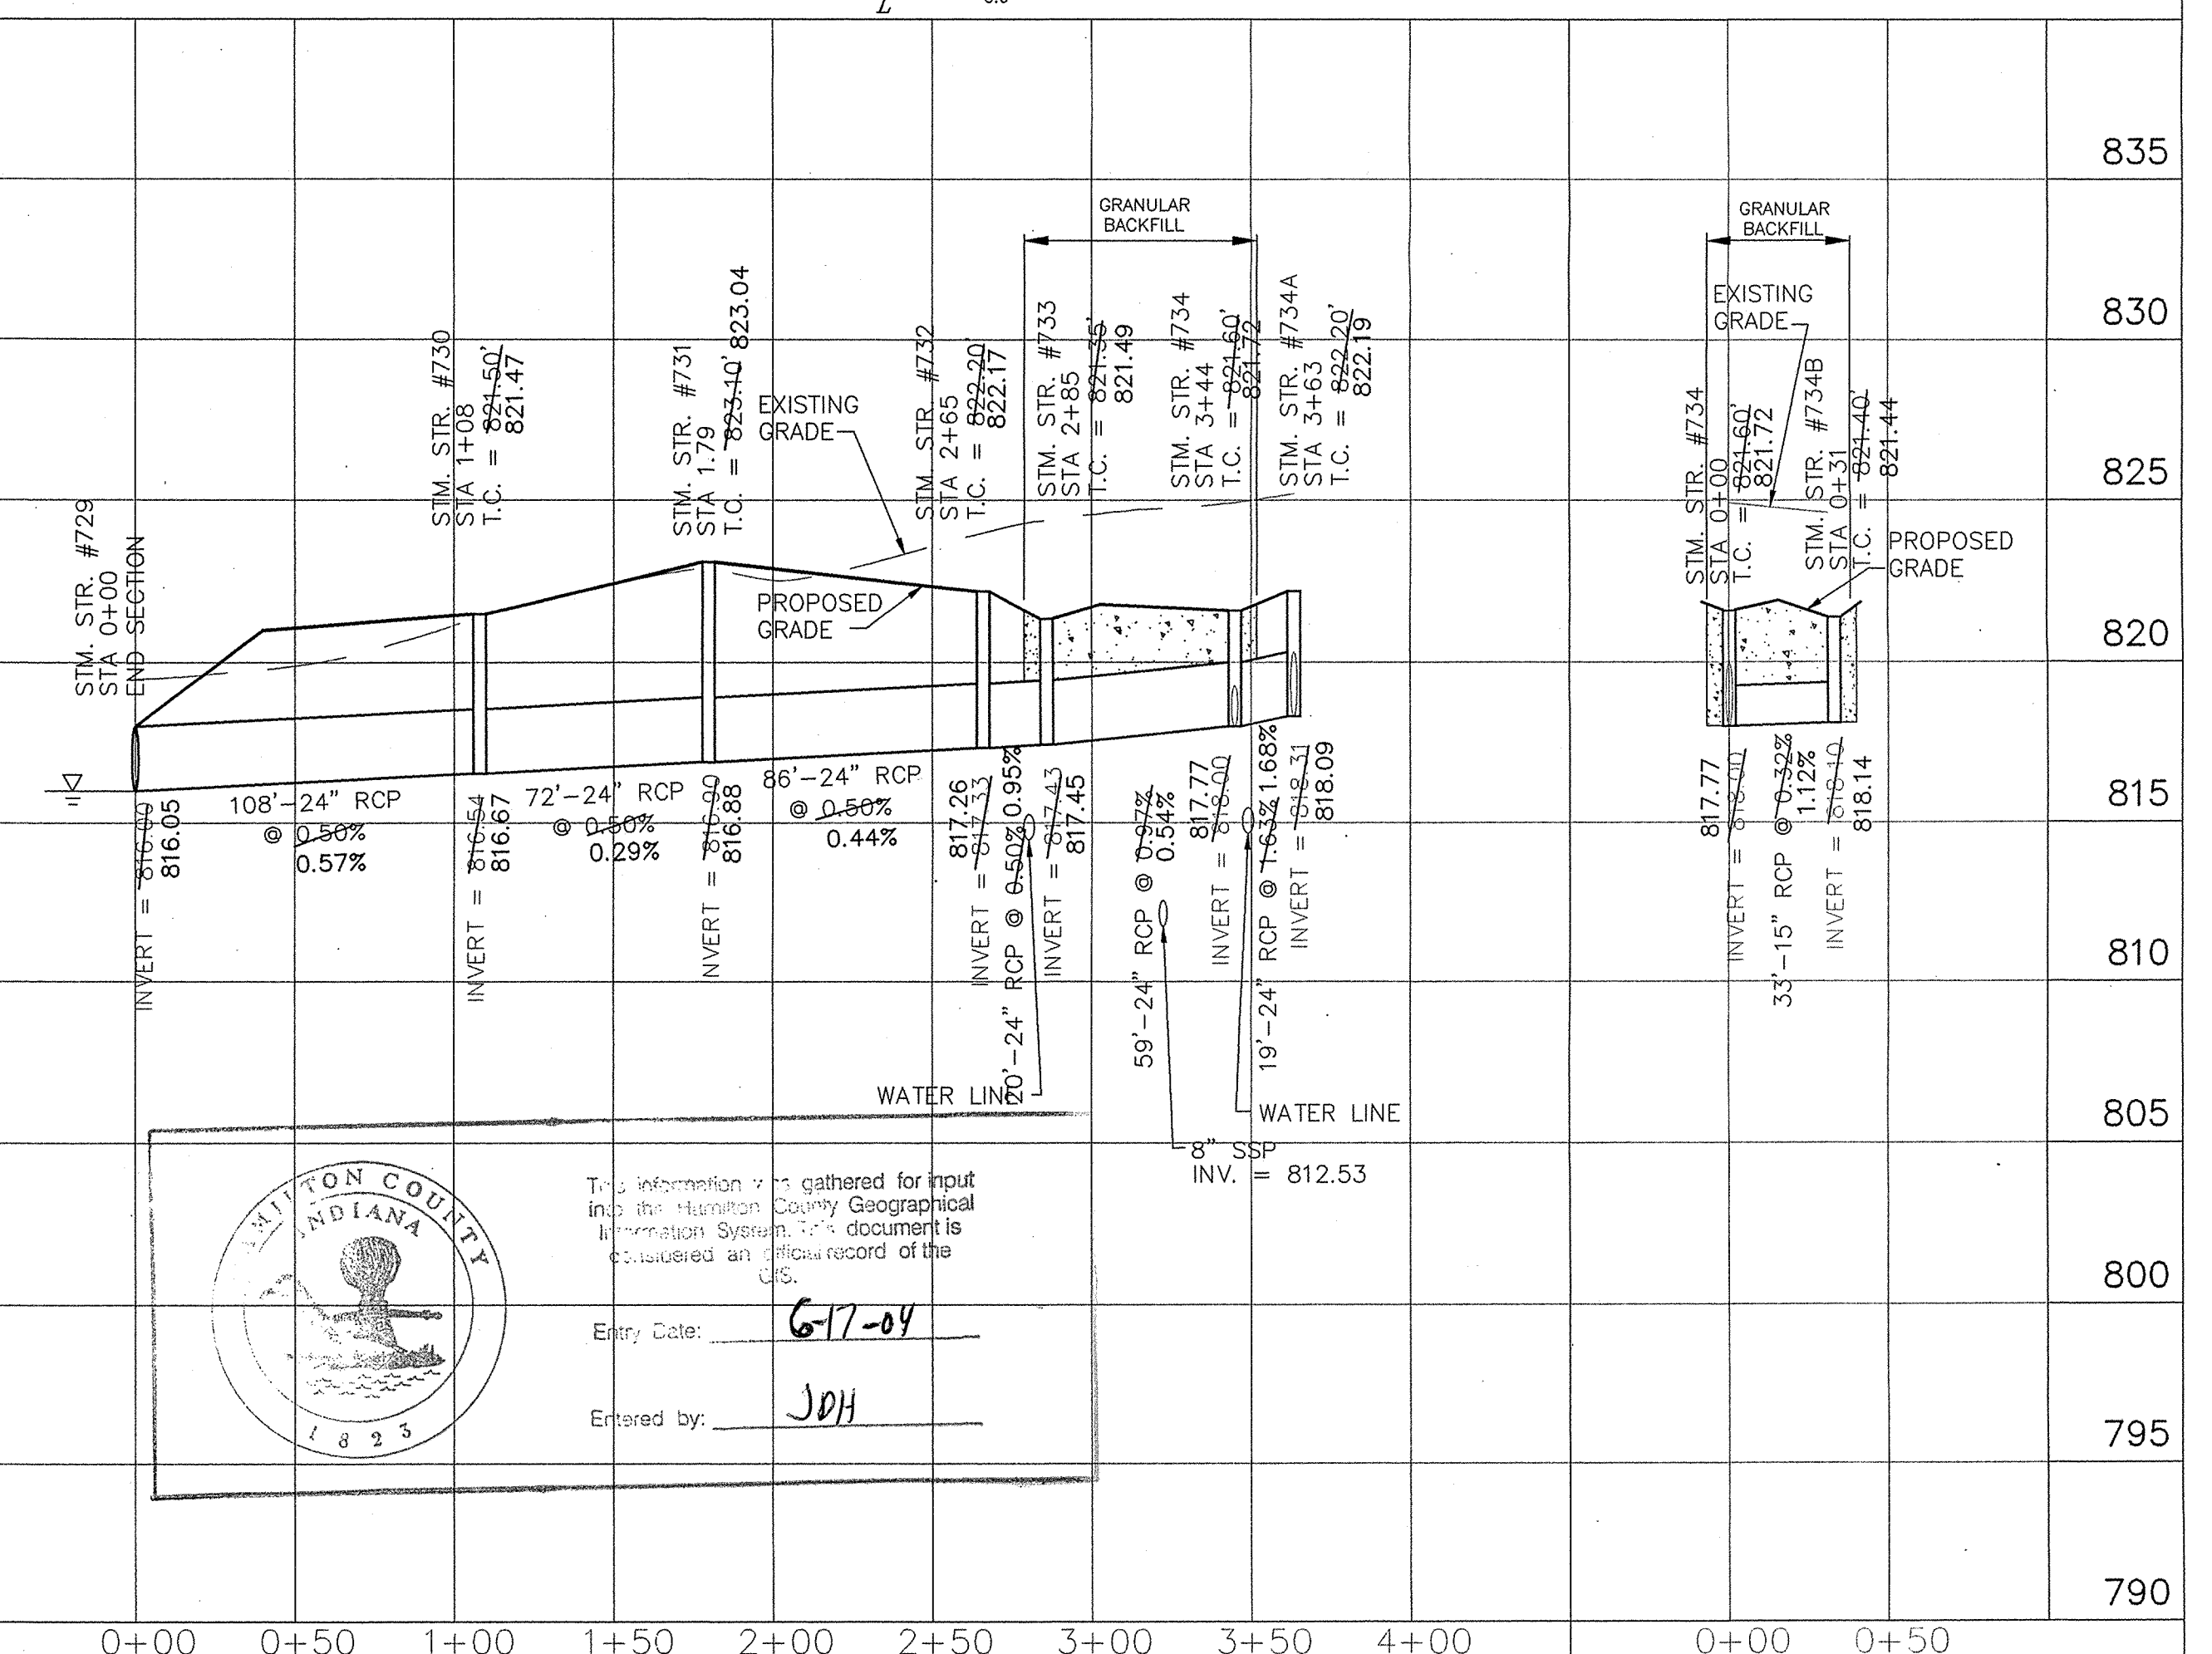 L
835
830
825
820
815
810
805
800
795
790
GRANULAR
BACKFILL
GRANULAR
BACKFILL
STM. STR. #729
STA 0+00
END SECTION
STM. STR. #730
STA 1+08
T.C. = 821.50'
821.47
STM. STR. #731
STA 1.79
T.C. = 823.10' 823.04
EXISTING
GRADE
STM. STR. #732
STA 2+65
T.C. = 822.20'
822.17
STM. STR. #733
STA 2+85
T.C. = 821.35'
821.49
STM. STR. #734
STA 3+44
T.C. = 821.60'
821.72
STM. STR. #734A
STA 3+63
T.C. = 822.20'
822.19
EXISTING
GRADE
STM. STR. #734
STA 0+00
T.C. = 821.60'
821.72
STM. STR. #734B
STA 0+31
T.C. = 821.40'
821.44
PROPOSED
GRADE
PROPOSED
GRADE
INVERT = 816.00
816.05
108'-24" RCP
@ 0.50%
0.57%
INVERT = 816.54
816.67
72'-24" RCP
@ 0.50%
0.29%
INVERT = 816.90
816.88
86'-24" RCP
@ 0.50%
0.44%
817.26
INVERT = 817.33
20'-24" RCP @ 0.50% 0.95%
INVERT = 817.43
817.45
59'-24" RCP @ 0.97%
0.54%
817.77
INVERT = 818.00
19'-24" RCP @ 1.63% 1.68%
INVERT = 818.31
818.09
817.77
INVERT = 818.00
33'-15" RCP @ 0.32%
1.12%
INVERT = 818.10
818.14
WATER LINE
WATER LINE
8" SSP
INV. = 812.53
HAMILTON COUNTY
INDIANA
1823
This information was gathered for input
into the Hamilton County Geographical
Information System. This document is
considered an official record of the
GIS.
Entry Date: 6-17-04
Entered by: JDH
0+00 0+50 1+00 1+50 2+00 2+50 3+00 3+50 4+00 0+00 0+50